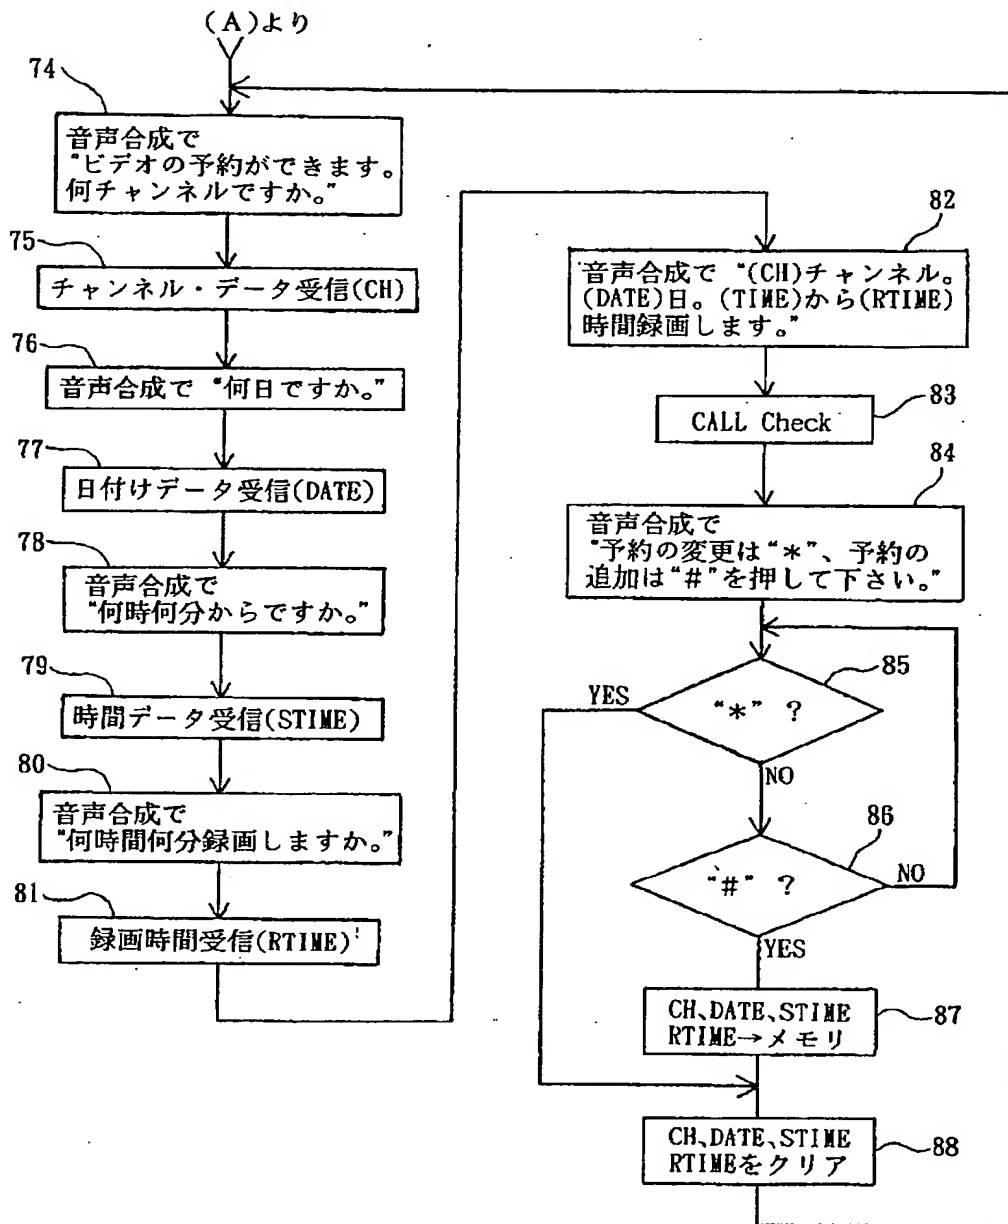 (A)より
74
音声合成で
“ビデオの予約ができます。
何チャンネルですか。”
75
チャンネル・データ受信(CH)
76
音声合成で “何日ですか。”
77
日付けデータ受信(DATE)
78
音声合成で
“何時何分からですか。”
79
時間データ受信(STIME)
80
音声合成で
“何時間何分録画しますか。”
81
録画時間受信(RTIME)
82
音声合成で “(CH)チャンネル。
(DATE)日。(TIME)から(RTIME)
時間録画します。”
83
CALL Check
84
音声合成で
“予約の変更は“*”、予約の
追加は“#”を押して下さい。”
85
“*” ?
YES
NO
86
“#” ?
NO
YES
87
CH、DATE、STIME
RTIME→メモリ
88
CH、DATE、STIME
RTIMEをクリア